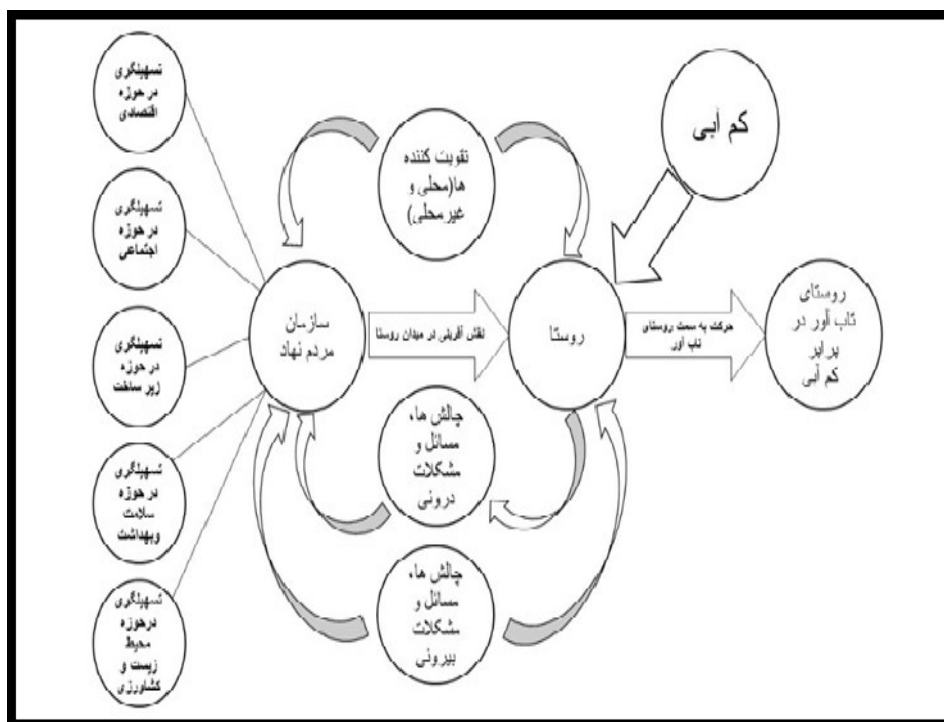 تسهیلگری
در حوزه
اقتصادی
تسهیلگری
در حوزه
اجتماعی
تسهیلگری
در حوزه
زیر ساخت
تسهیلگری
در حوزه
سلامت
وبهداشت
تسهیلگری
درحوزه
محیط
زیست و
کشاورزی
تقویت کننده
ها(محلی و
غیرمحلی)
کم آبی
سازمان
مردم نهاد
نقش آفرینی در میدان روستا
روستا
حرکت به سمت روستای
تاب آور
روستای
تاب آور در
برابر
کم آبی
چالش ها،
مسائل و
مشکلات
درونی
چالش ها،
مسائل و
مشکلات
بیرونی